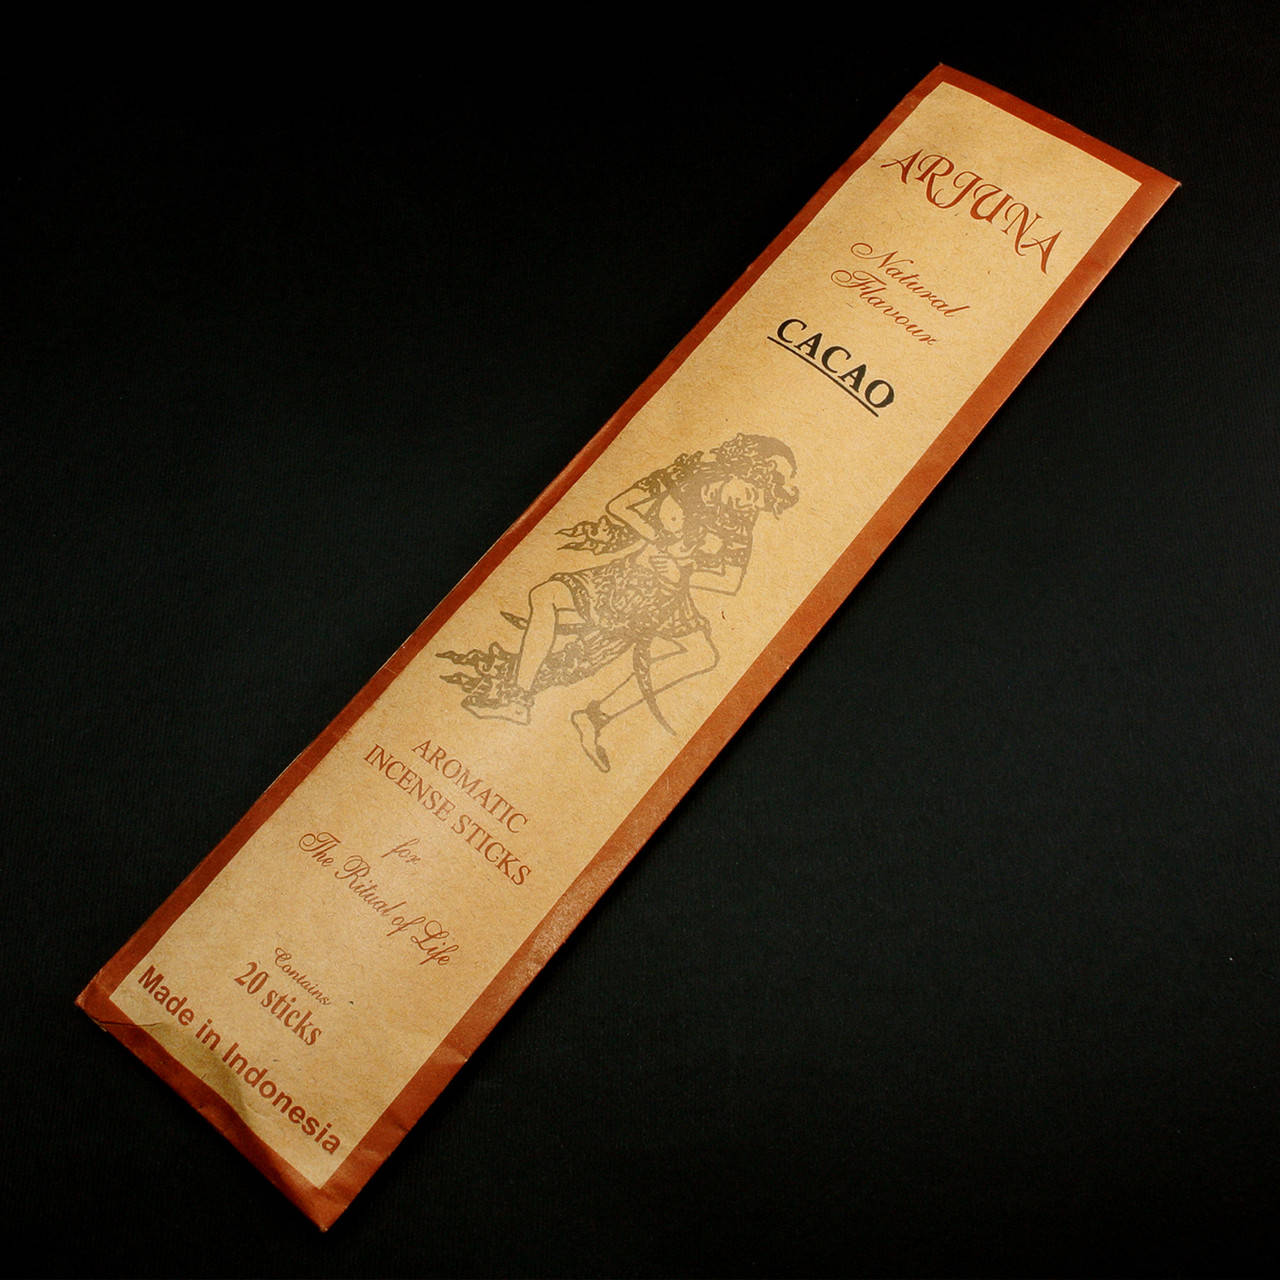 ARJUNA
Natural
Flavour
CACAO
AROMATIC
INCENSE STICKS
for
The Ritual of Life
Contains
20 sticks
Made in Indonesia